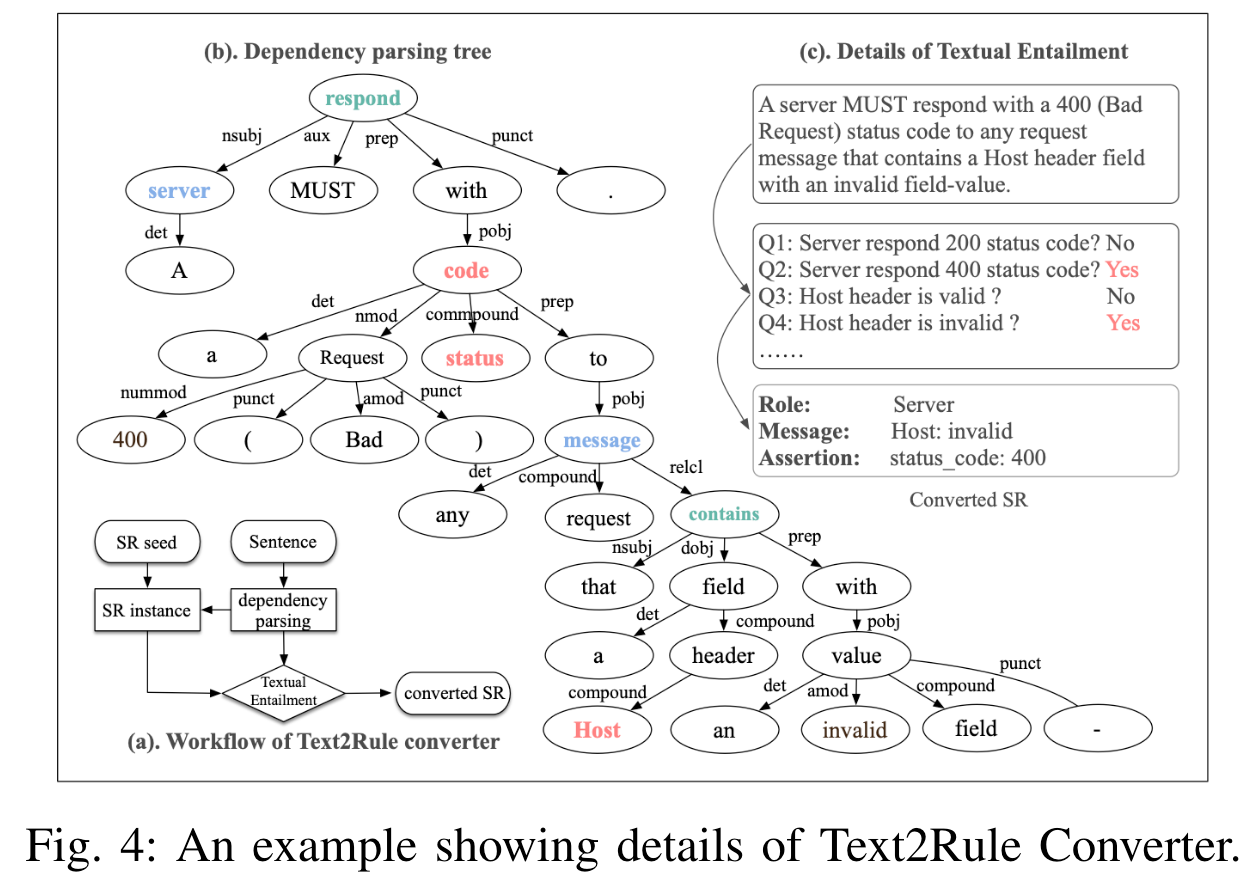 (b). Dependency parsing tree
respond
nsubj
aux
prep
punct
server
MUST
with
.
det
pobj
A
code
det
nmod
commpound
prep
a
Request
status
to
nummod
punct
amod
punct
pobj
400
(
Bad
)
message
det
compound
relcl
any
request
contains
nsubj
dobj
prep
that
field
with
det
compound
pobj
a
header
value
compound
det
amod
compound
punct
Host
an
invalid
field
-
(c). Details of Textual Entailment
A server MUST respond with a 400 (Bad
Request) status code to any request
message that contains a Host header field
with an invalid field-value.
Q1: Server respond 200 status code? No
Q2: Server respond 400 status code? Yes
Q3: Host header is valid ? No
Q4: Host header is invalid ? Yes
......
Role: Server
Message: Host: invalid
Assertion: status_code: 400
Converted SR
SR seed
Sentence
SR instance
dependency
parsing
Textual
Entailment
converted SR
(a). Workflow of Text2Rule converter
Fig. 4: An example showing details of Text2Rule Converter.